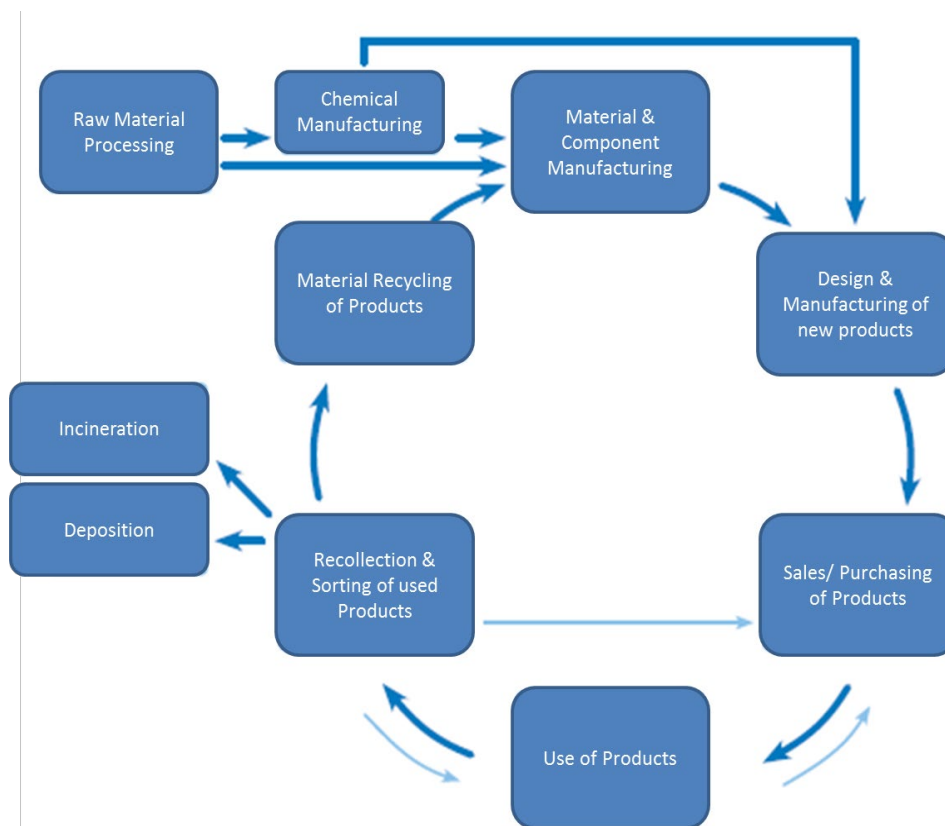 Raw Material
Processing
Chemical
Manufacturing
Material &
Component
Manufacturing
Material Recycling
of Products
Design &
Manufacturing of
new products
Incineration
Deposition
Recollection &
Sorting of used
Products
Sales/ Purchasing
of Products
Use of Products